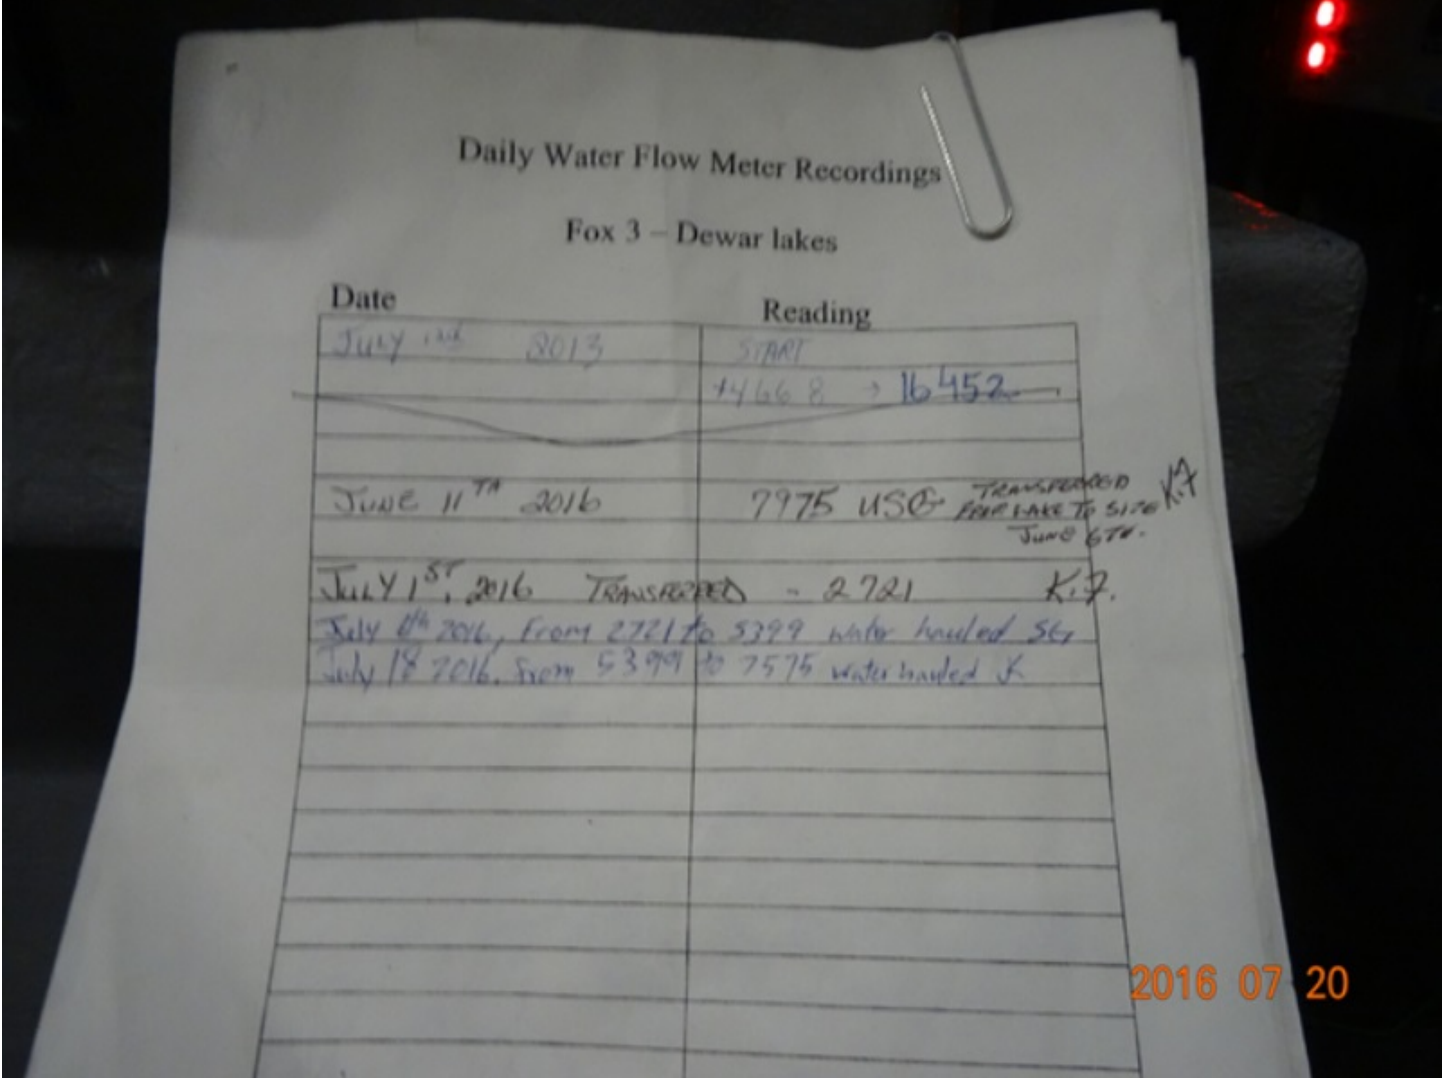 Daily Water Flow Meter Recordings
Fox 3 – Dewar lakes
Date Reading
July 2013 START
14668 → 16452
JUNE 11TH 2016 7975 USG TRANSFERRED
FROM LAKE TO SITE K.F
JUNE 6TH.
JULY 1ST, 2016 TRANSFERRED - 2721 K.F.
July 2016, From 2721 to 5399 water hauled
July 18 2016. from 5399 to 7575 water hauled
2016 07 20